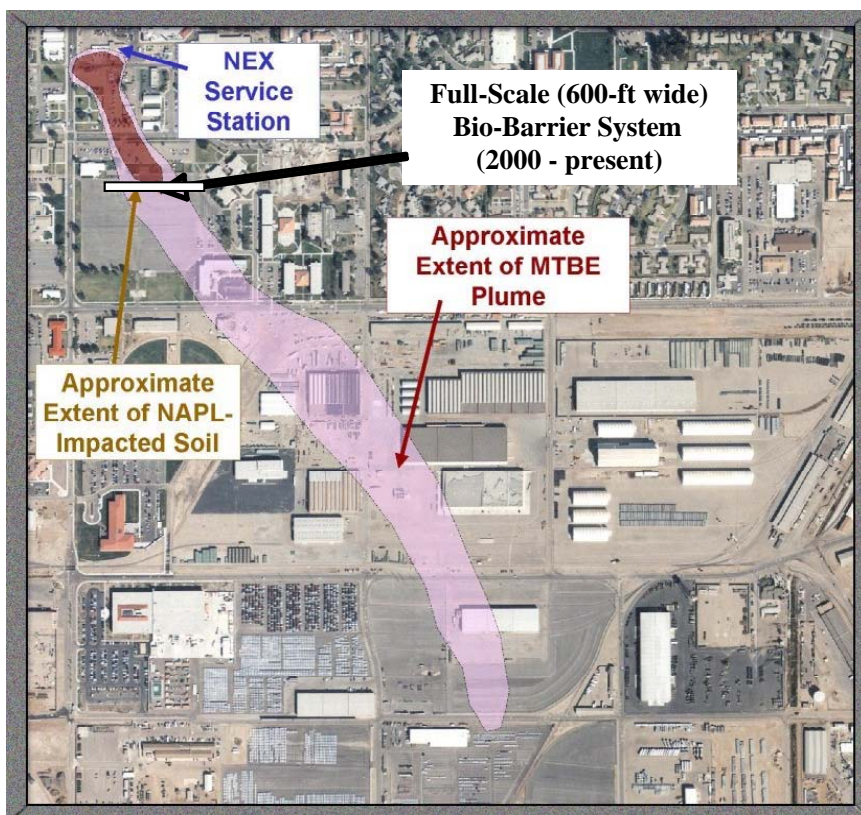 NEX
Service
Station
Full-Scale (600-ft wide)
Bio-Barrier System
(2000 - present)
Approximate
Extent of MTBE
Plume
Approximate
Extent of NAPL-
Impacted Soil